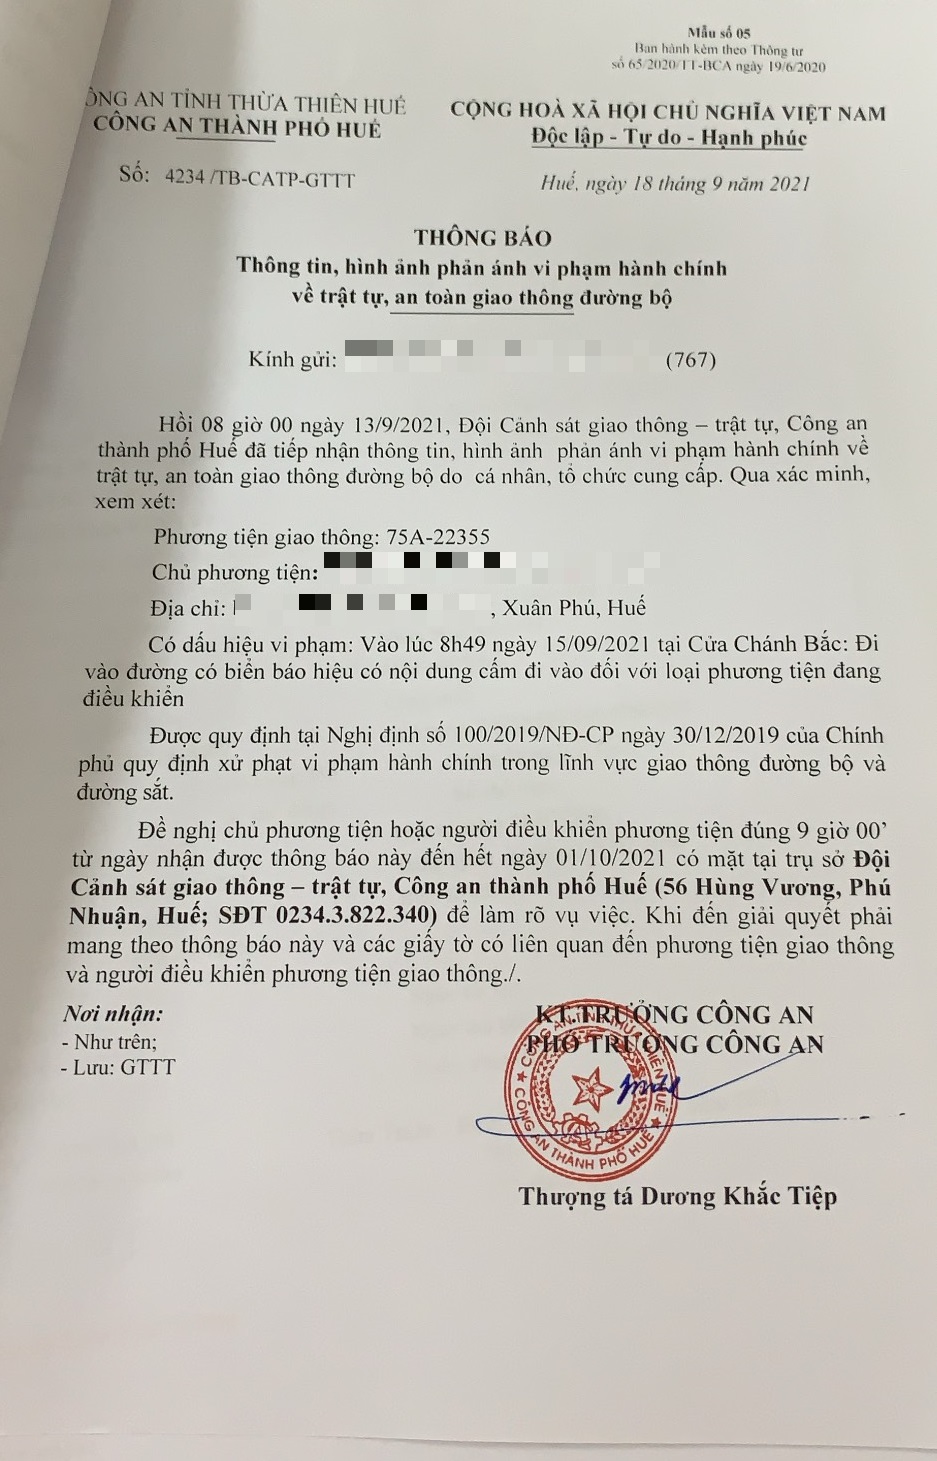 Mẫu số 05
Ban hành kèm theo Thông tư
số 65/2020/TT-BCA ngày 19/6/2020
ÔNG AN TỈNH THỪA THIÊN HUẾ
CÔNG AN THÀNH PHỐ HUẾ
CỘNG HOÀ XÃ HỘI CHỦ NGHĨA VIỆT NAM
Độc lập - Tự do - Hạnh phúc
Số: 4234 /TB-CATP-GTTT
Huế, ngày 18 tháng 9 năm 2021
THÔNG BÁO
Thông tin, hình ảnh phản ánh vi phạm hành chính
về trật tự, an toàn giao thông đường bộ
Kính gửi: (767)
Hồi 08 giờ 00 ngày 13/9/2021, Đội Cảnh sát giao thông – trật tự, Công an
thành phố Huế đã tiếp nhận thông tin, hình ảnh phản ánh vi phạm hành chính về
trật tự, an toàn giao thông đường bộ do cá nhân, tổ chức cung cấp. Qua xác minh,
xem xét:
Phương tiện giao thông: 75A-22355
Chủ phương tiện:
Địa chỉ: , Xuân Phú, Huế
Có dấu hiệu vi phạm: Vào lúc 8h49 ngày 15/09/2021 tại Cửa Chánh Bắc: Đi
vào đường có biển báo hiệu có nội dung cấm đi vào đối với loại phương tiện đang
điều khiển
Được quy định tại Nghị định số 100/2019/NĐ-CP ngày 30/12/2019 của Chính
phủ quy định xử phạt vi phạm hành chính trong lĩnh vực giao thông đường bộ và
đường sắt.
Đề nghị chủ phương tiện hoặc người điều khiển phương tiện đúng 9 giờ 00’
từ ngày nhận được thông báo này đến hết ngày 01/10/2021 có mặt tại trụ sở Đội
Cảnh sát giao thông – trật tự, Công an thành phố Huế (56 Hùng Vương, Phú
Nhuận, Huế; SĐT 0234.3.822.340) để làm rõ vụ việc. Khi đến giải quyết phải
mang theo thông báo này và các giấy tờ có liên quan đến phương tiện giao thông
và người điều khiển phương tiện giao thông./.
Nơi nhận:
- Như trên;
- Lưu: GTTT
KT.TRƯỞNG CÔNG AN
PHÓ TRƯỞNG CÔNG AN
CÔNG AN TỈNH THỪA THIÊN HUẾ
CÔNG AN THÀNH PHỐ HUẾ
Thượng tá Dương Khắc Tiệp